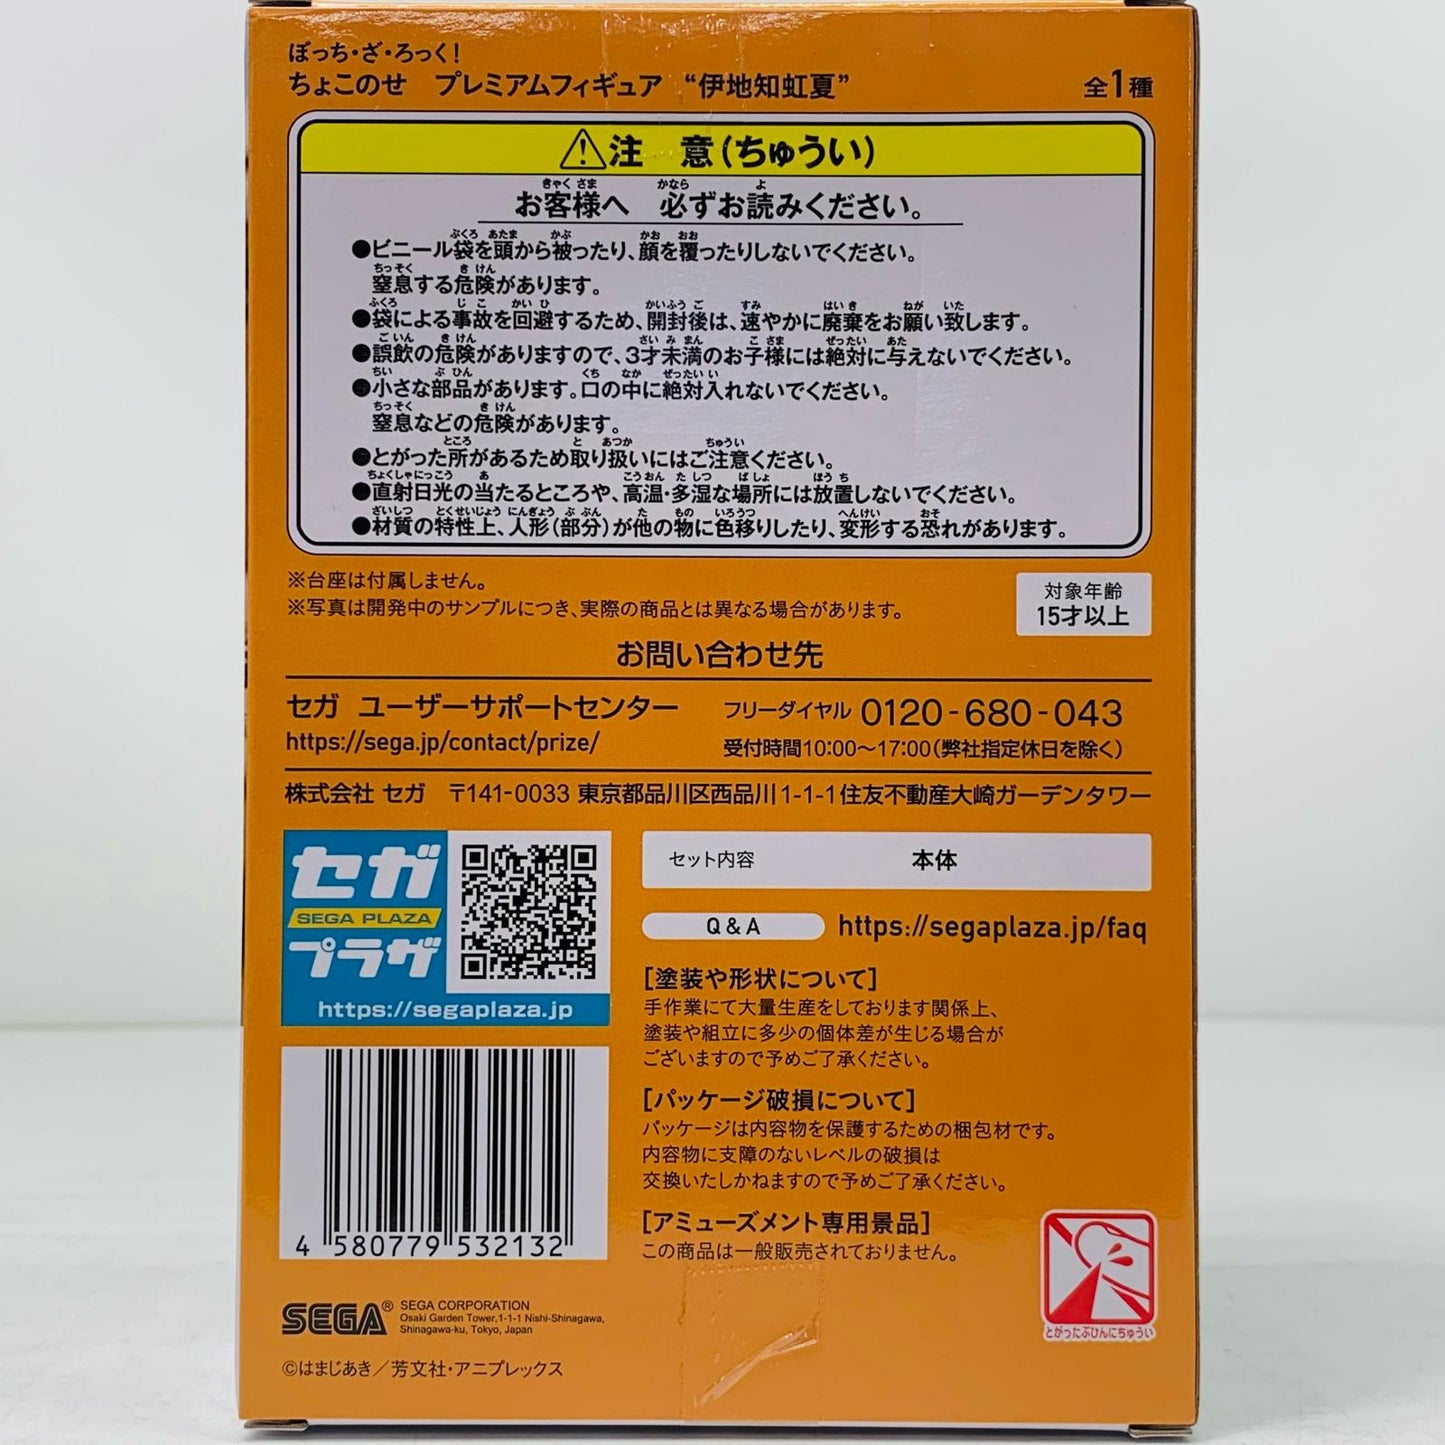 ぼっち・ざ・ろっく!
ちょこのせ プレミアムフィギュア “伊地知虹夏” 全1種
⚠注 意(ちゅうい)
お客様へ 必ずお読みください。
●ビニール袋を頭から被ったり、顔を覆ったりしないでください。
窒息する危険があります。
●袋による事故を回避するため、開封後は、速やかに廃棄をお願い致します。
●誤飲の危険がありますので、3才未満のお子様には絶対に与えないでください。
●小さな部品があります。口の中に絶対入れないでください。
窒息などの危険があります。
●とがった所があるため取り扱いにはご注意ください。
●直射日光の当たるところや、高温・多湿な場所には放置しないでください。
●材質の特性上、人形(部分)が他の物に色移りしたり、変形する恐れがあります。
※台座は付属しません。
※写真は開発中のサンプルにつき、実際の商品とは異なる場合があります。
対象年齢
15才以上
お問い合わせ先
セガ ユーザーサポートセンター フリーダイヤル 0120-680-043
https://sega.jp/contact/prize/ 受付時間10:00〜17:00(弊社指定休日を除く)
株式会社 セガ 〒141-0033 東京都品川区西品川1-1-1住友不動産大崎ガーデンタワー
セガ
SEGA PLAZA
プラザ
https://segaplaza.jp
セット内容 本体
Q & A https://segaplaza.jp/faq
[塗装や形状について]
手作業にて大量生産をしております関係上、
塗装や組立に多少の個体差が生じる場合が
ございますので予めご了承ください。
[パッケージ破損について]
パッケージは内容物を保護するための梱包材です。
内容物に支障のないレベルの破損は
交換いたしかねますので予めご了承ください。
[アミューズメント専用景品]
この商品は一般販売されておりません。
4 580779 532132
とがったぶひんにちゅうい
SEGA® SEGA CORPORATION
Osaki Garden Tower,1-1-1 Nishi-Shinagawa,
Shinagawa-ku, Tokyo, Japan
©はまじあき/芳文社・アニプレックス